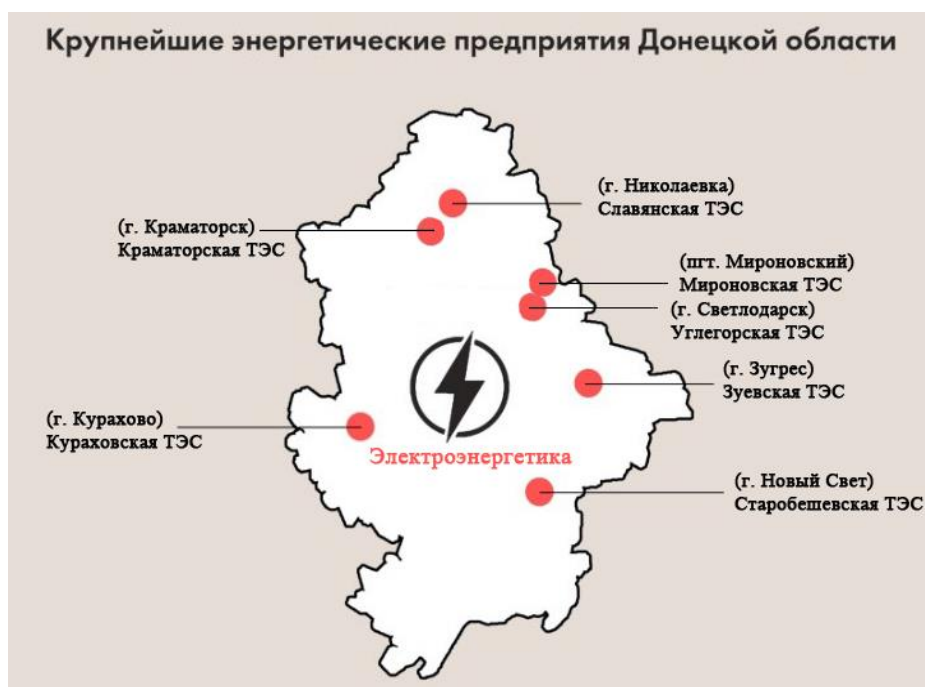 Крупнейшие энергетические предприятия Донецкой области
(г. Николаевка)
Славянская ТЭС
(г. Краматорск)
Краматорская ТЭС
(пгт. Мироновский)
Мироновская ТЭС
(г. Светлодарск)
Углегорская ТЭС
(г. Зугрес)
Зуевская ТЭС
(г. Курахово)
Кураховская ТЭС
Электроэнергетика
(г. Новый Свет)
Старобешевская ТЭС